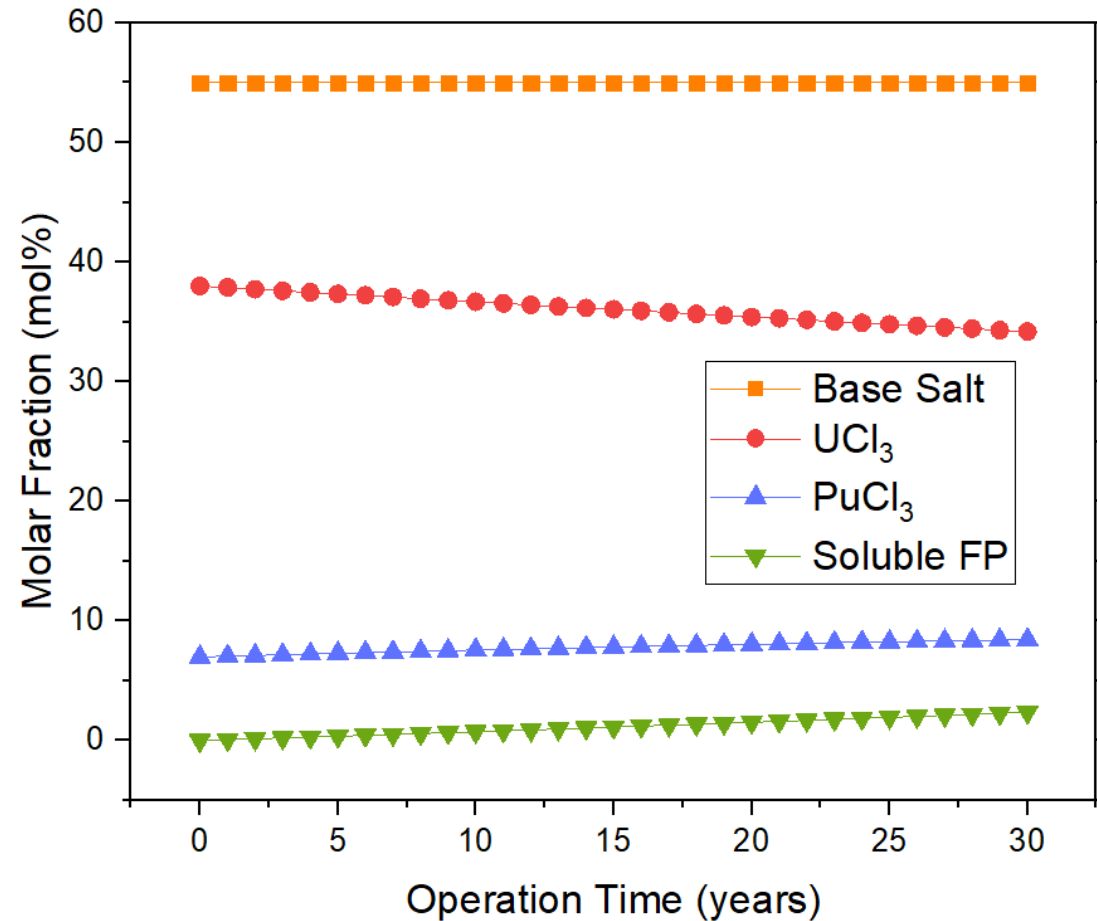 60
50
40
30
20
10
0
Molar Fraction (mol%)
Base Salt
UCl₃
PuCl₃
Soluble FP
0 5 10 15 20 25 30
Operation Time (years)